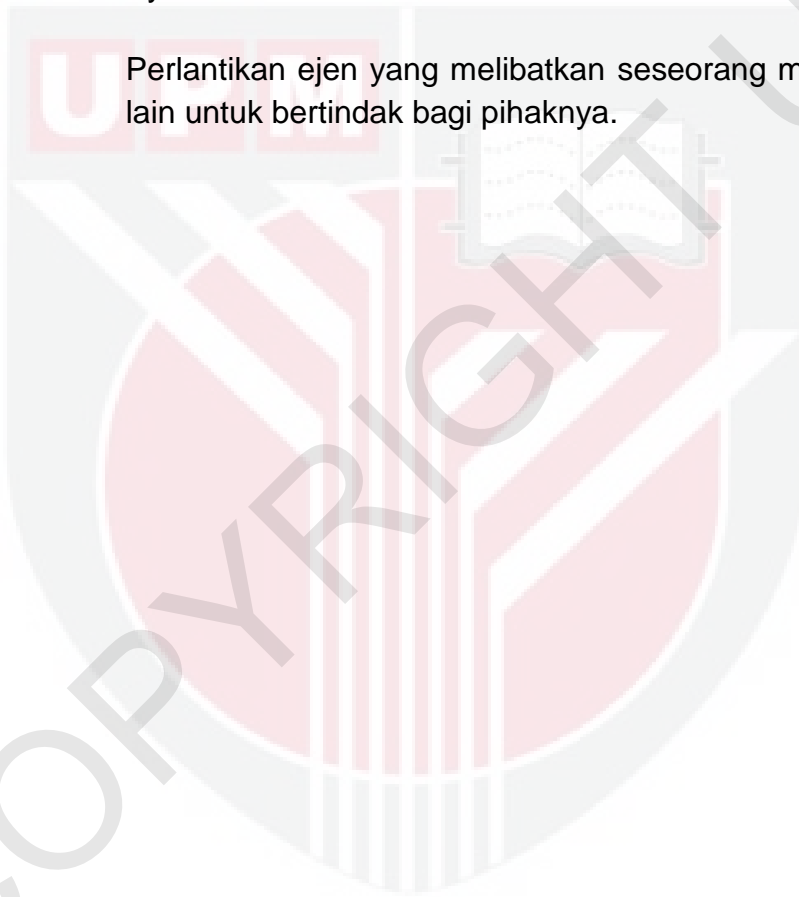 Perlantikan ejen yang melibatkan seseorang
lain untuk bertindak bagi pihaknya.
UPM
COPYRIGHT U